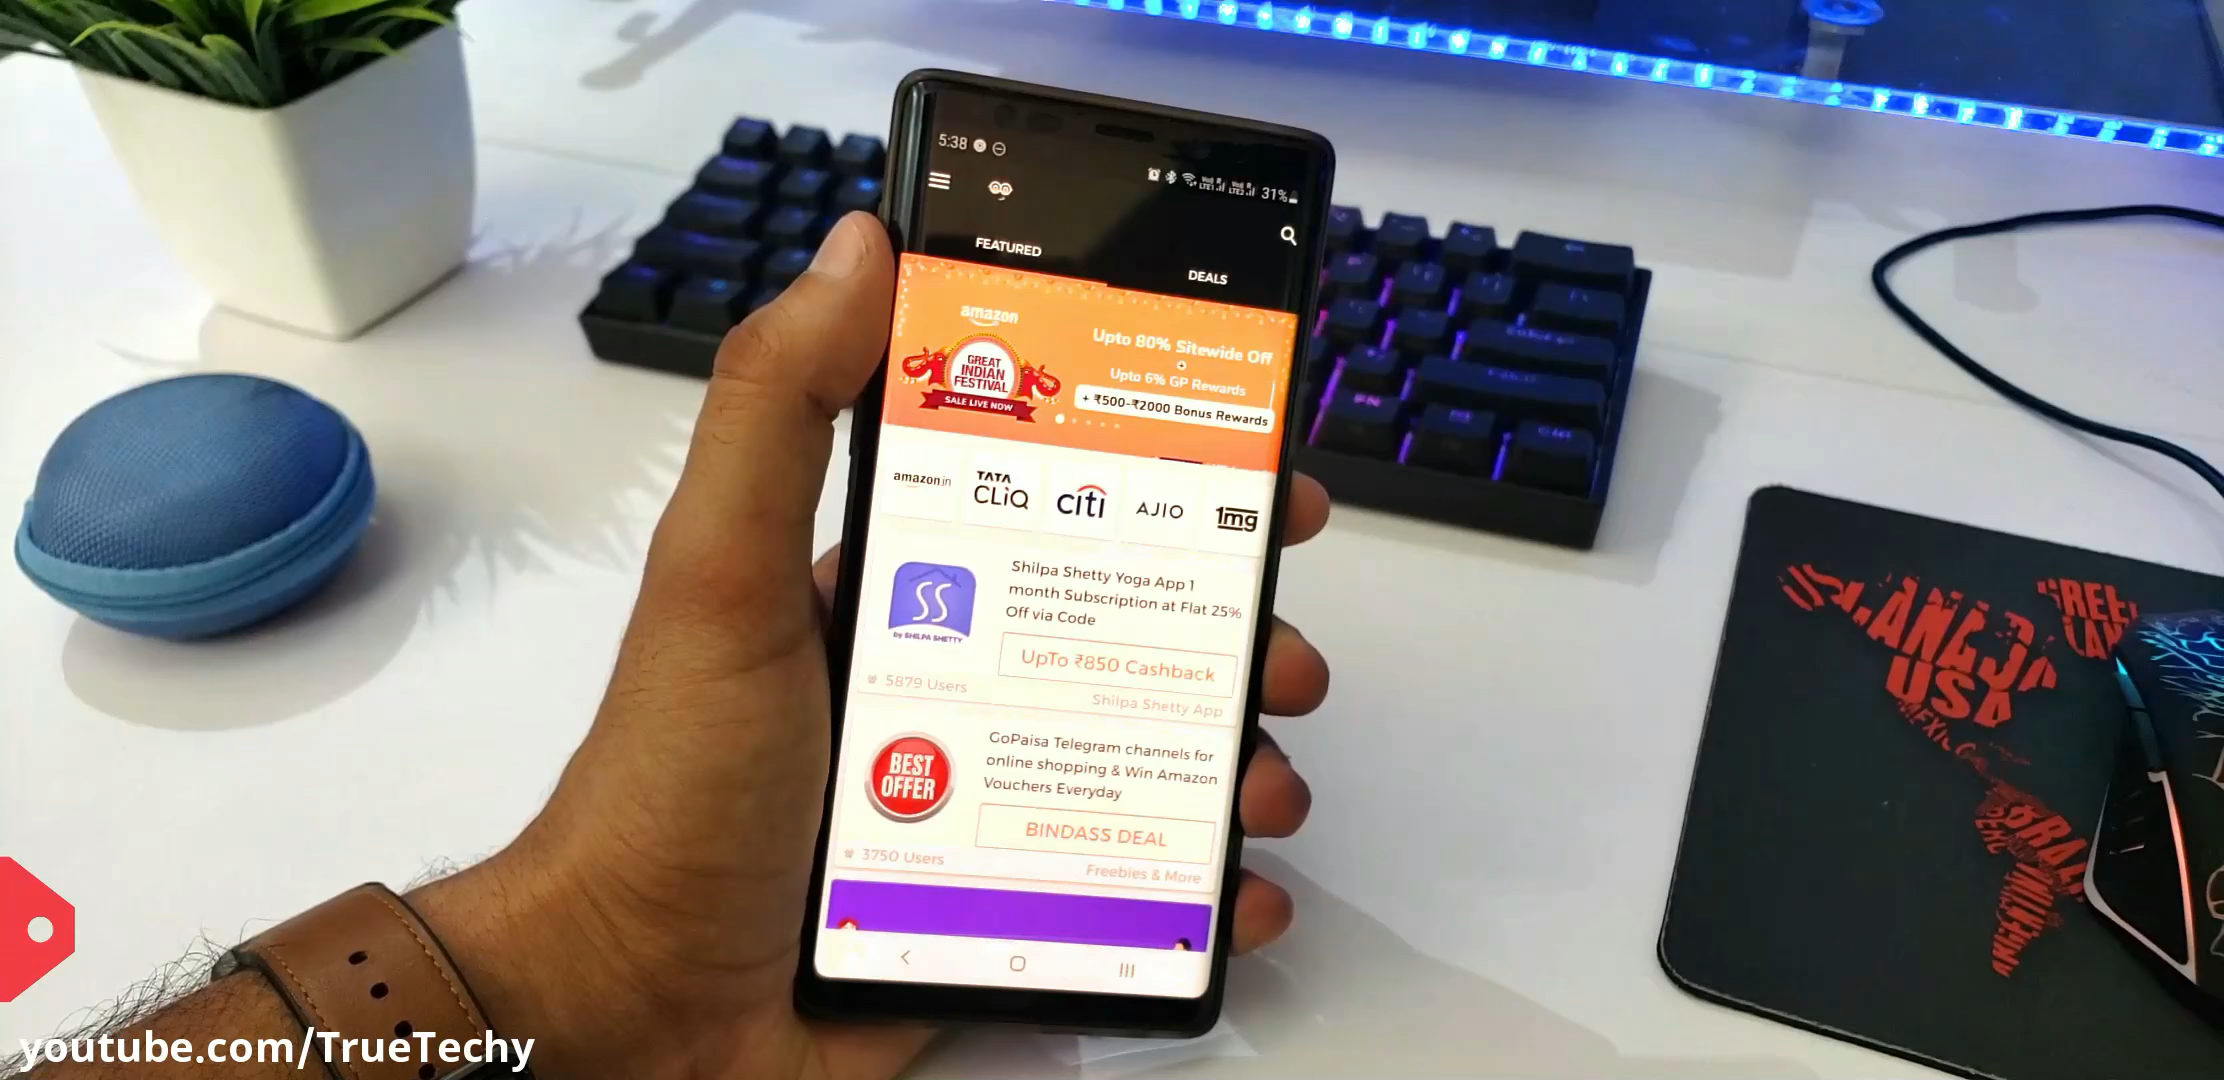 5:38
31%
FEATURED
DEALS
amazon
GREAT
INDIAN
FESTIVAL
SALE LIVE NOW
Upto 80% Sitewide Off
+
Upto 6% GP Rewards
+ ₹500-₹2000 Bonus Rewards
amazon.in
TATA
CLiQ
citi
AJIO
1mg
SS
by SHILPA SHETTY
Shilpa Shetty Yoga App 1
month Subscription at Flat 25%
Off via Code
UpTo ₹850 Cashback
5879 Users
Shilpa Shetty App
BEST
OFFER
GoPaisa Telegram channels for
online shopping & Win Amazon
Vouchers Everyday
BINDASS DEAL
3750 Users
Freebies & More
USA
FN
youtube.com/TrueTechy